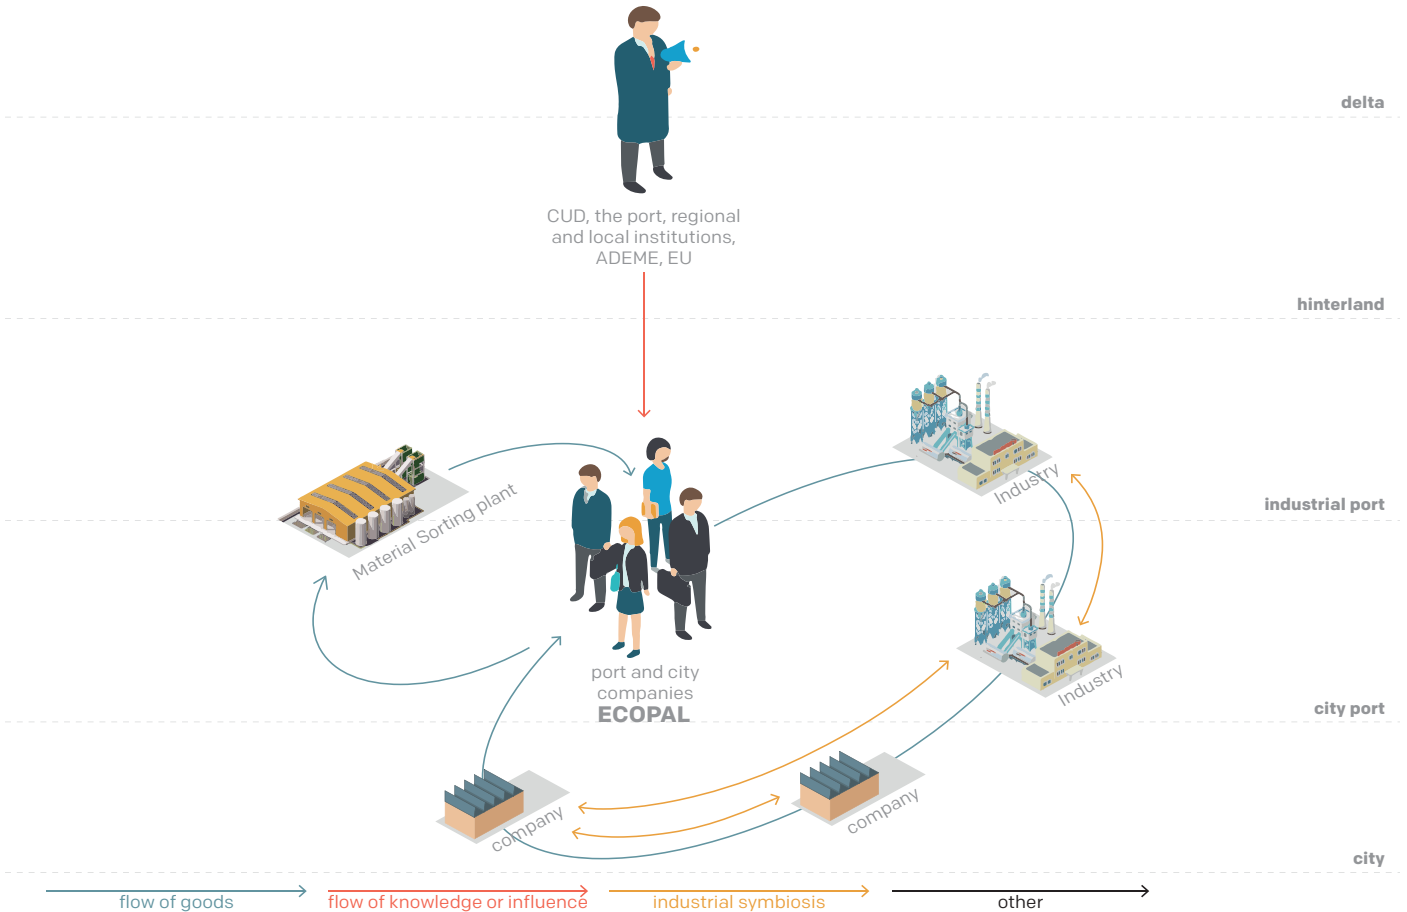 delta
CUD, the port, regional
and local institutions,
ADEME, EU
hinterland
Industry
industrial port
Material Sorting plant
Industry
port and city
companies
ECOPAL
city port
company
company
city
flow of goods
flow of knowledge or influence
industrial symbiosis
other